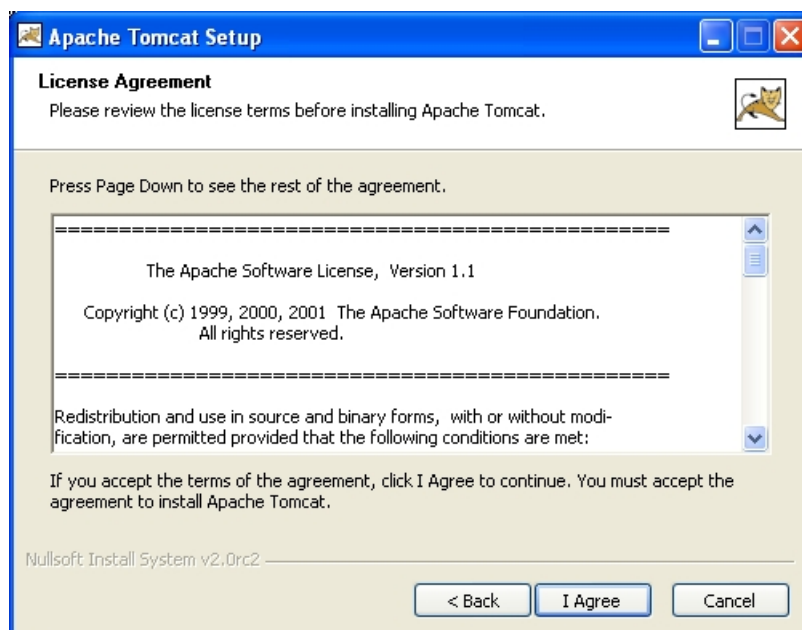 Apache Tomcat Setup
License Agreement
Please review the license terms before installing Apache Tomcat.
Press Page Down to see the rest of the agreement.
================================================
The Apache Software License, Version 1.1
Copyright (c) 1999, 2000, 2001 The Apache Software Foundation.
All rights reserved.
================================================
Redistribution and use in source and binary forms, with or without modi-
fication, are permitted provided that the following conditions are met:
If you accept the terms of the agreement, click I Agree to continue. You must accept the
agreement to install Apache Tomcat.
Nullsoft Install System v2.0rc2
< Back I Agree Cancel